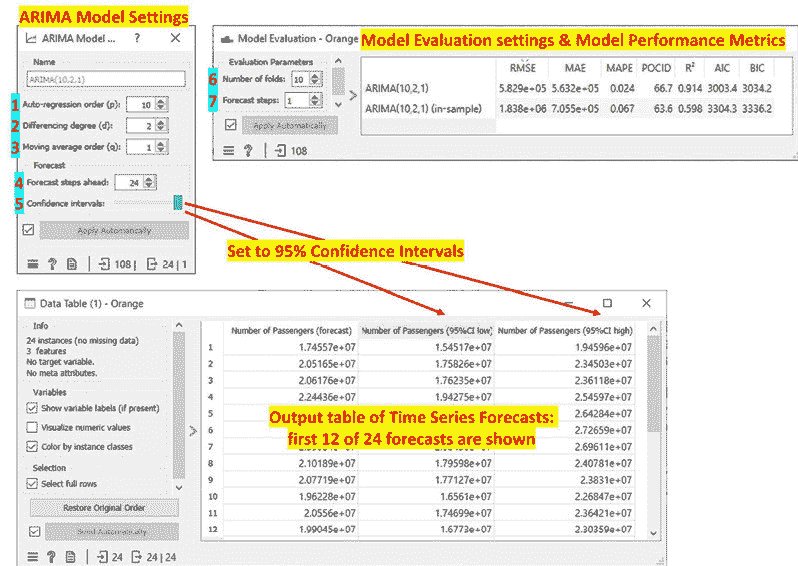 ARIMA Model Settings
ARIMA Model ... ? ×
Name
ARIMA(10,2,1)
1 Auto-regression order (p): 10
2 Differencing degree (d): 2
3 Moving average order (q): 1
Forecast
4 Forecast steps ahead: 24
5 Confidence intervals:
Apply Automatically
108 | 24 | 1
Model Evaluation - Orange
Model Evaluation settings & Model Performance Metrics
Evaluation Parameters
6 Number of folds: 10
7 Forecast steps: 1
Apply Automatically
108
RMSE MAE MAPE POCID R² AIC BIC
ARIMA(10,2,1) 5.829e+05 5.632e+05 0.024 66.7 0.914 3003.4 3034.2
ARIMA(10,2,1) (in-sample) 1.838e+06 7.055e+05 0.067 63.6 0.598 3304.3 3336.2
Set to 95% Confidence Intervals
Data Table (1) - Orange
Info
24 instances (no missing data)
3 features
No target variable.
No meta attributes.
Variables
Show variable labels (if present)
Visualize numeric values
Color by instance classes
Selection
Select full rows
Restore Original Order
Send Automatically
24 24 | 24
Number of Passengers (forecast) Number of Passengers (95%CI low) Number of Passengers (95%CI high)
1 1.74557e+07 1.54517e+07 1.94596e+07
2 2.05165e+07 1.75826e+07 2.34503e+07
3 2.06176e+07 1.76235e+07 2.36118e+07
4 2.24436e+07 1.94275e+07 2.54597e+07
5 2.64284e+07
2.72659e+07
2.69611e+07
Output table of Time Series Forecasts:
first 12 of 24 forecasts are shown
8 2.10189e+07 1.79598e+07 2.40781e+07
9 2.07719e+07 1.77127e+07 2.3831e+07
10 1.96228e+07 1.6561e+07 2.26847e+07
11 2.0556e+07 1.74699e+07 2.36421e+07
12 1.99045e+07 1.6773e+07 2.30359e+07